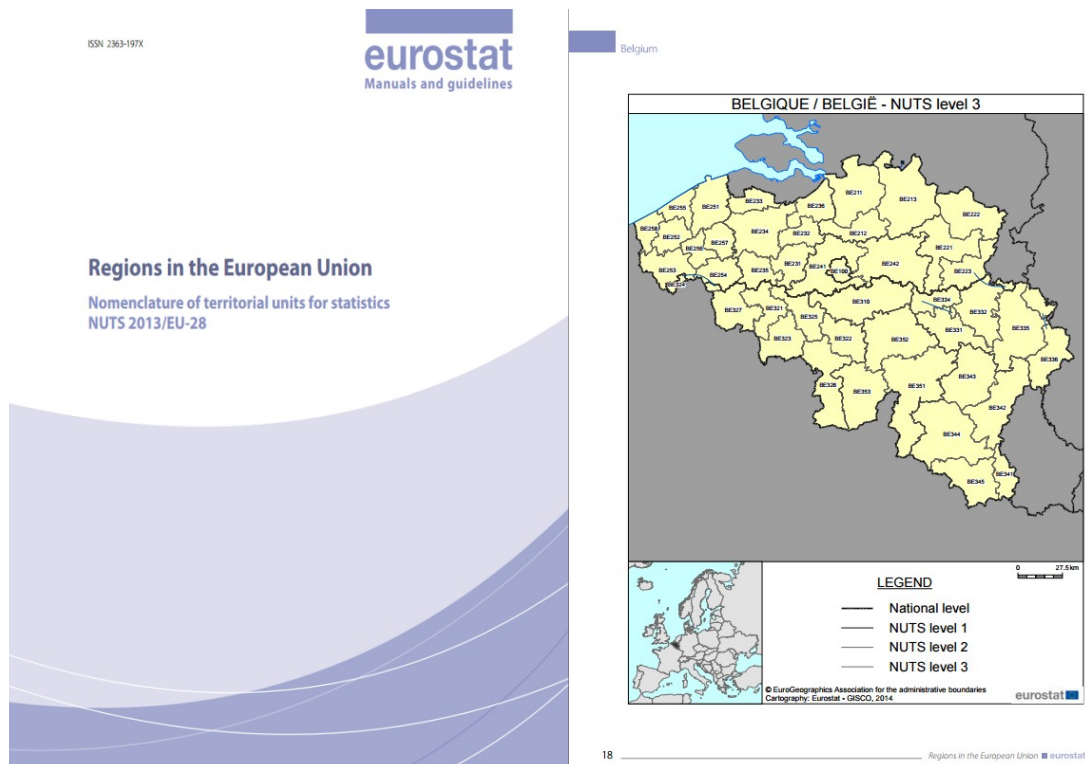 ISSN 2363-197X
eurostat
Manuals and guidelines
Regions in the European Union
Nomenclature of territorial units for statistics
NUTS 2013/EU-28
Belgium
BELGIQUE / BELGIË - NUTS level 3
BE211
BE213
BE255
BE251
BE233
BE236
BE222
BE258
BE252
BE234
BE232
BE212
BE256
BE257
BE221
BE253
BE254
BE235
BE231
BE241
BE100
BE242
BE223
BE324
BE327
BE321
BE310
BE334
BE332
BE325
BE323
BE322
BE352
BE331
BE335
BE336
BE326
BE353
BE351
BE343
BE342
BE344
BE345
BE341
0 27.5 km
LEGEND
National level
NUTS level 1
NUTS level 2
NUTS level 3
© EuroGeographics Association for the administrative boundaries
Cartography: Eurostat - GISCO, 2014
eurostat
18
Regions in the European Union eurostat